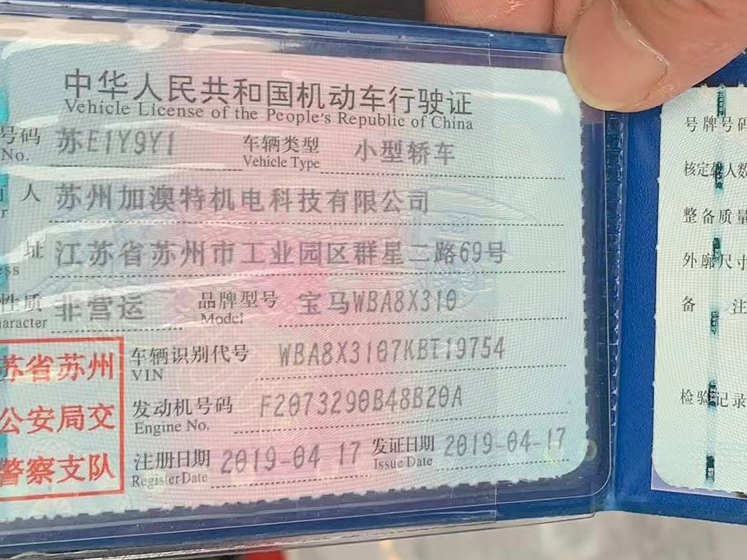 中华人民共和国机动车行驶证
Vehicle License of the People's Republic of China
号码 苏E1Y9Y1 车辆类型 小型轿车
No. Vehicle Type
人 苏州加澳特机电科技有限公司
址 江苏省苏州市工业园区群星二路69号
性质 非营运 品牌型号 宝马WBA8X310
Model
苏省苏州
公安局交
警察支队
车辆识别代号 WBA8X3107KBT19754
VIN
发动机号码 F2073290B48B20A
Engine No.
注册日期 2019-04 17 发证日期 2019-04-17
Register Date Issue Date
号牌号码
核定 人数
整备质量
外廓尺寸
备 注
检验记录